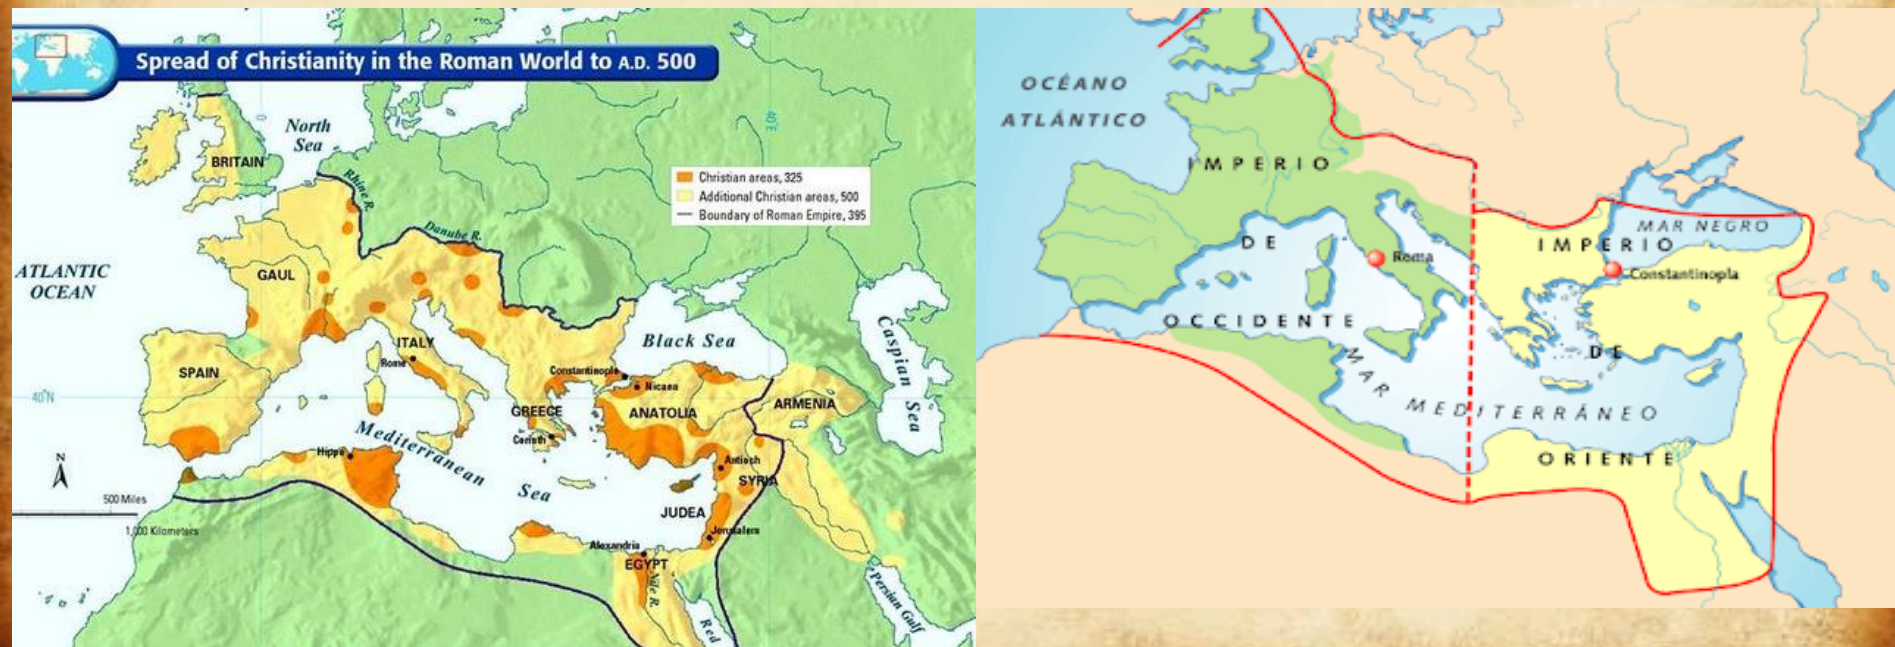 Spread of Christianity in the Roman World to A.D. 500
40°E
North
Sea
BRITAIN
Rhine R.
Christian areas, 325
Additional Christian areas, 500
Boundary of Roman Empire, 395
Danube R.
ATLANTIC
OCEAN
GAUL
Black Sea
Caspian
Sea
ITALY
Rome
SPAIN
Constantinople
Nicaea
40°N
GREECE
ANATOLIA
ARMENIA
Corinth
Mediterranean
Sea
Hippo
Antioch
SYRIA
N
500 Miles
1,000 Kilometers
JUDEA
Jerusalem
Alexandria
EGYPT
Nile R.
Red
Persian Gulf
OCÉANO
ATLÁNTICO
IMPERIO
DE
OCCIDENTE
Roma
MAR NEGRO
IMPERIO
Constantinopla
DE
MAR MEDITERRÁNEO
ORIENTE